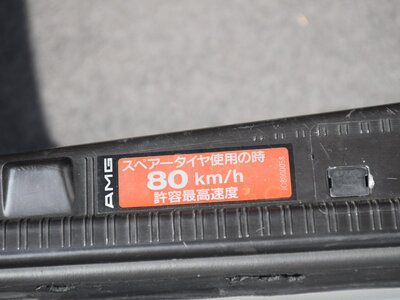 AMG
スペアータイヤ使用の時
80 km/h
許容最高速度